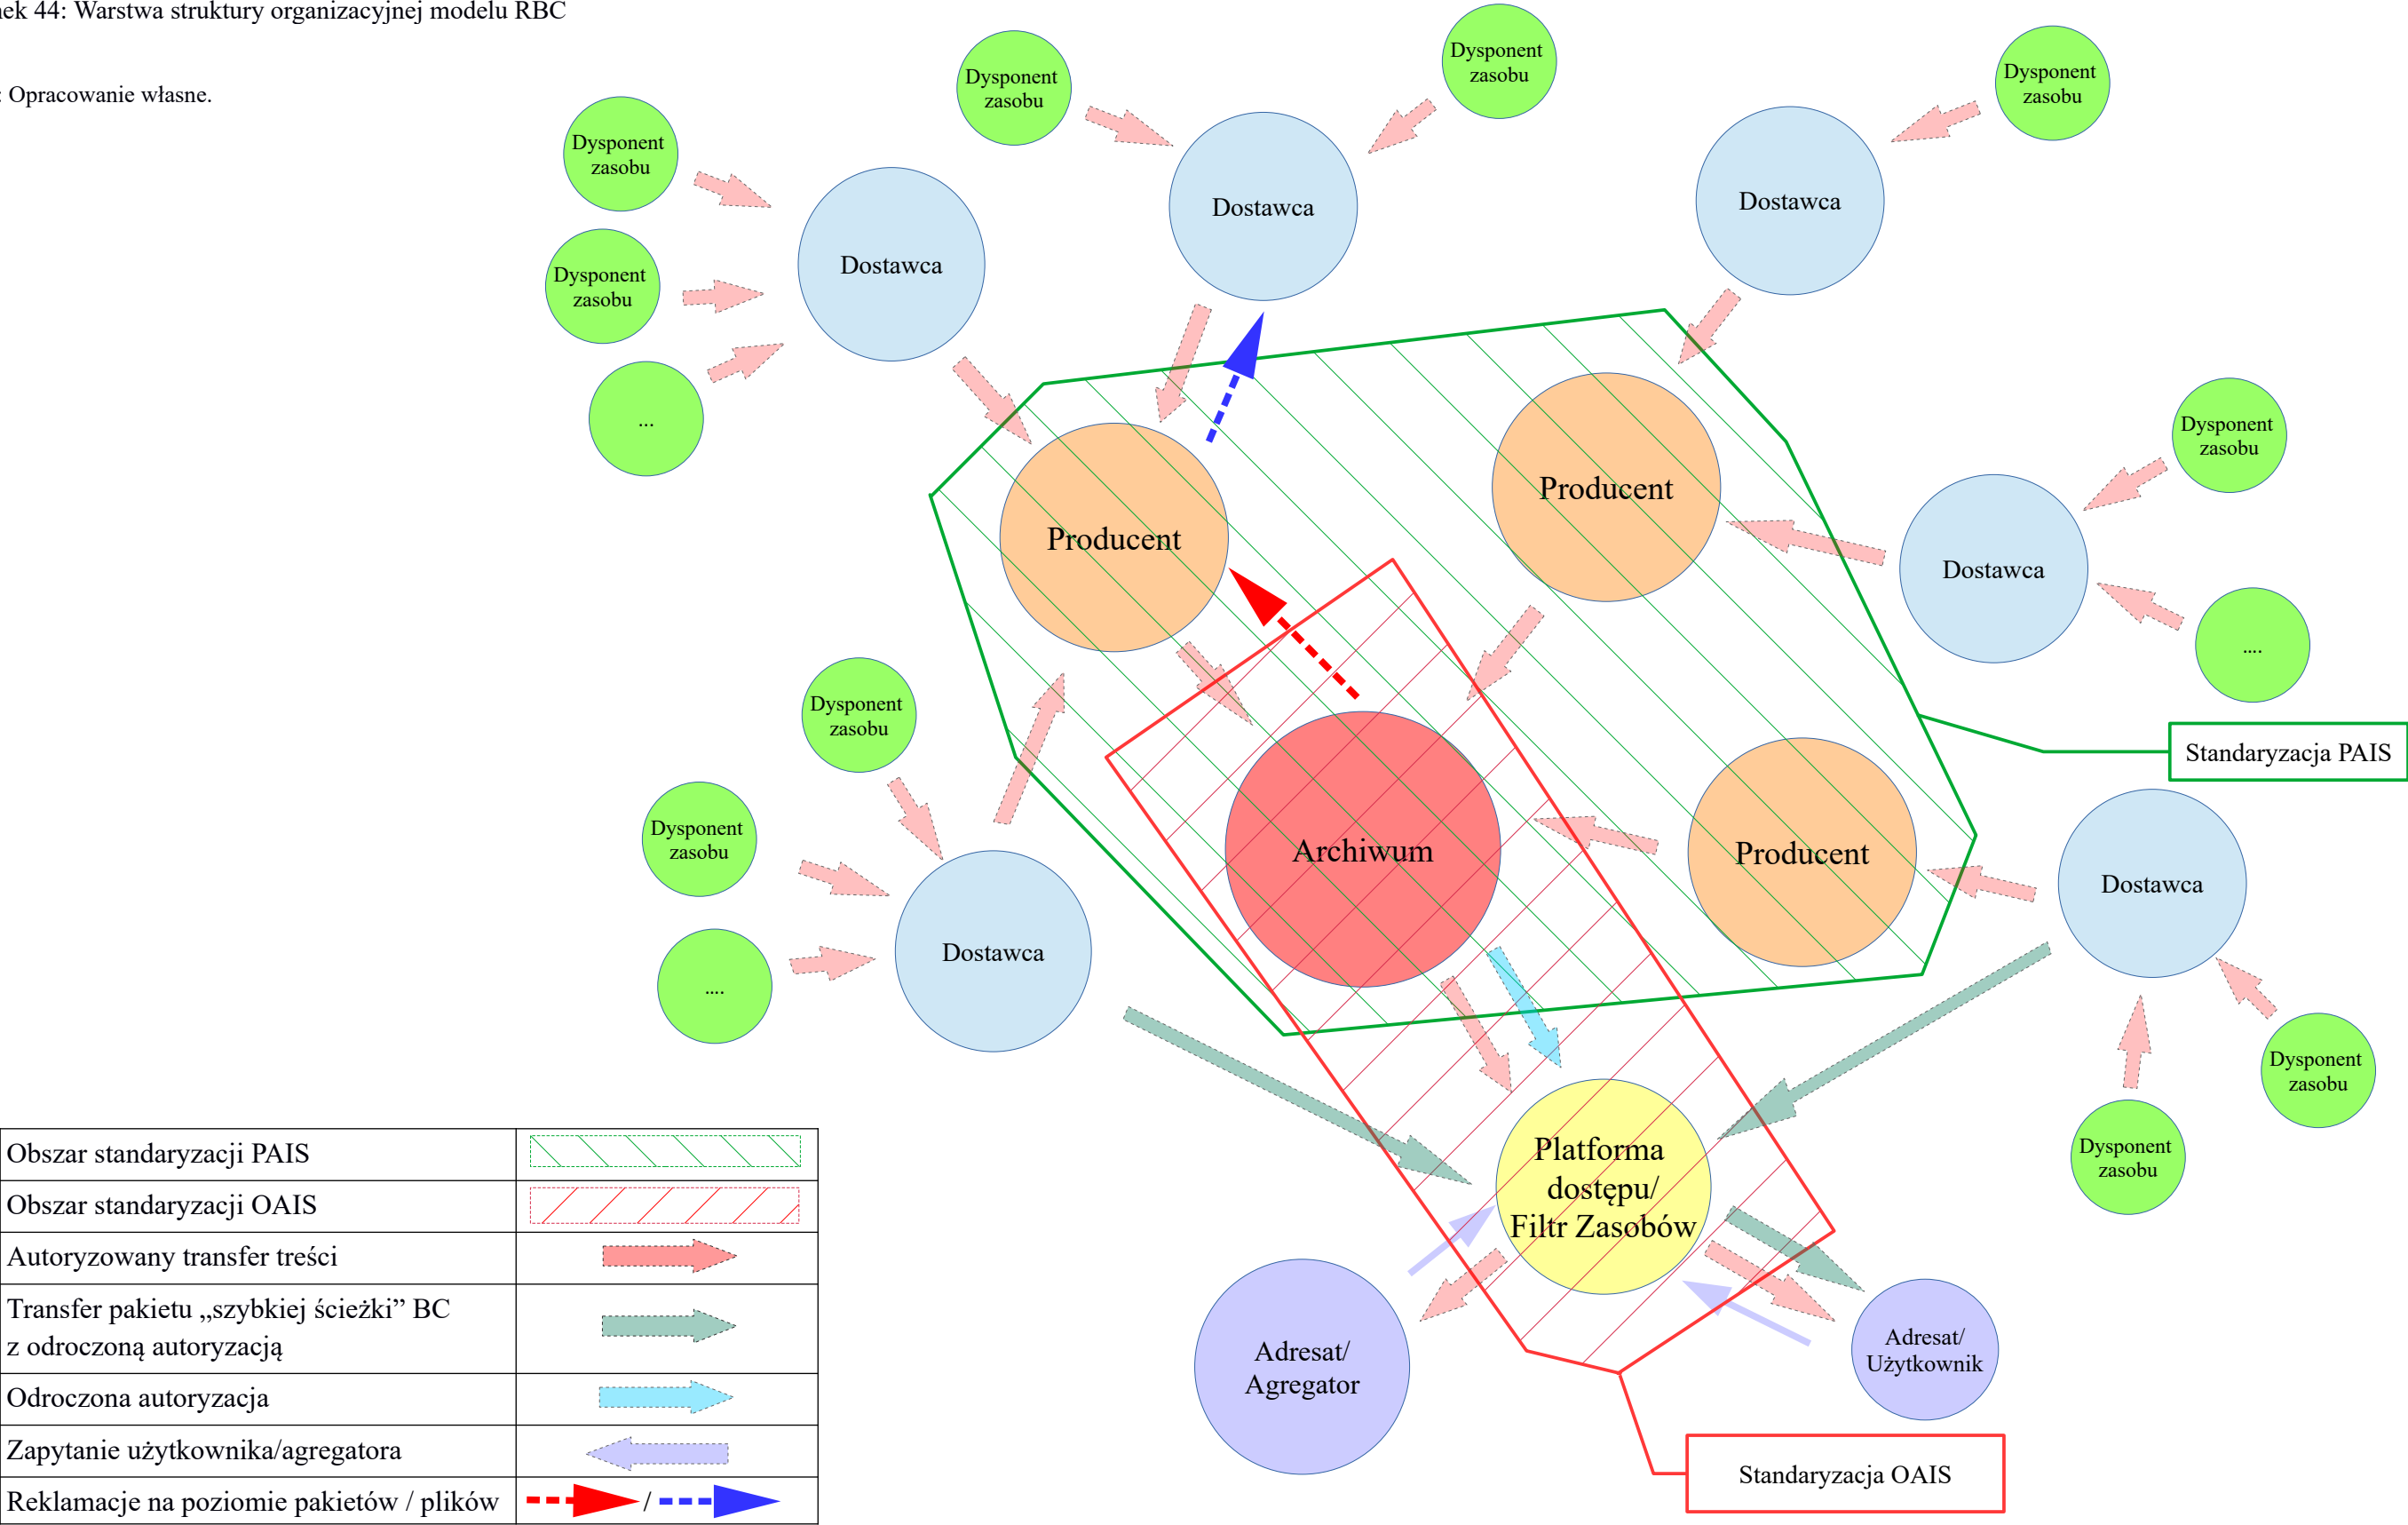 nek 44: Warstwa struktury organizacyjnej modelu RBC
: Opracowanie własne.
Dysponent
zasobu
Dysponent
zasobu
Dysponent
zasobu
Dysponent
zasobu
Dostawca
Dostawca
Dostawca
Dysponent
zasobu
...
Dysponent
zasobu
Producent
Producent
Dostawca
....
Dysponent
zasobu
Standaryzacja PAIS
Dysponent
zasobu
Archiwum
Producent
Dostawca
Dostawca
....
Dysponent
zasobu
Dysponent
zasobu
Platforma
dostępu/
Filtr Zasobów
Adresat/
Agregator
Adresat/
Użytkownik
Standaryzacja OAIS
Obszar standaryzacji PAIS
Obszar standaryzacji OAIS
Autoryzowany transfer treści
Transfer pakietu „szybkiej ścieżki” BC
z odroczoną autoryzacją
Odroczona autoryzacja
Zapytanie użytkownika/agregatora
Reklamacje na poziomie pakietów / plików
/